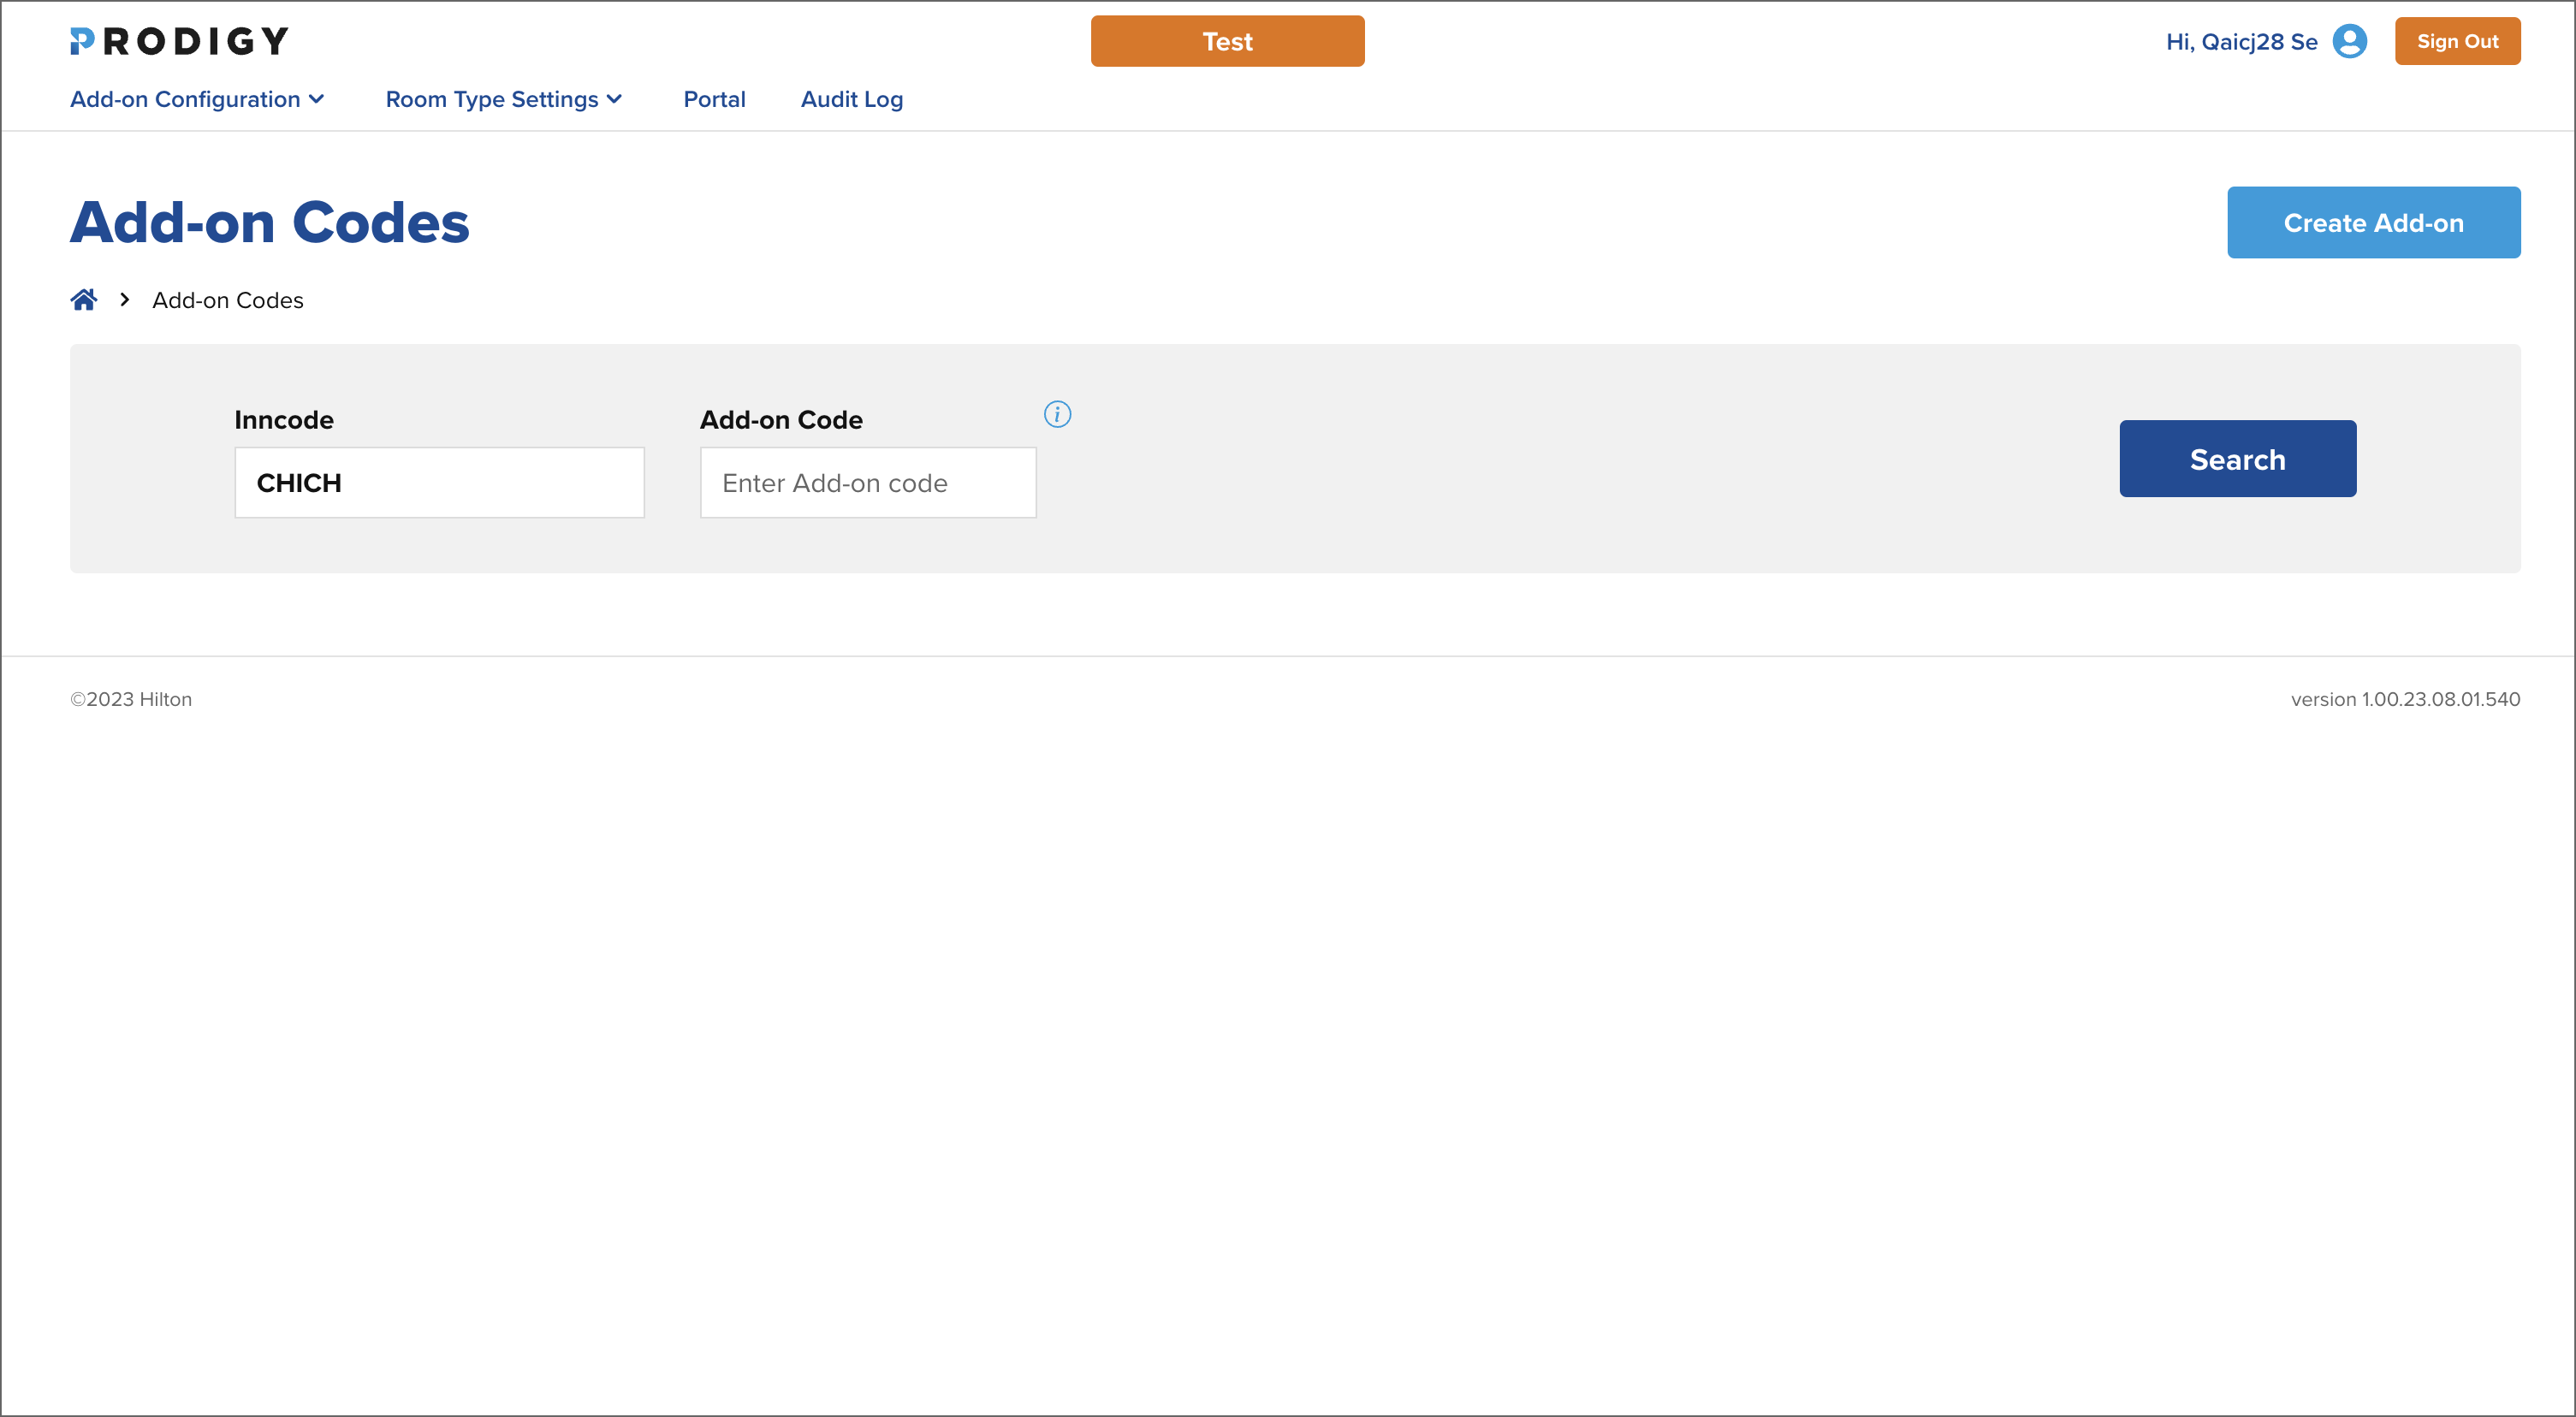 PRODIGY
Test
Hi, Qaicj28 Se
Sign Out
Add-on Configuration
Room Type Settings
Portal
Audit Log
Add-on Codes
Create Add-on
Add-on Codes
Inncode
Add-on Code
i
CHICH
Enter Add-on code
Search
©2023 Hilton
version 1.00.23.08.01.540